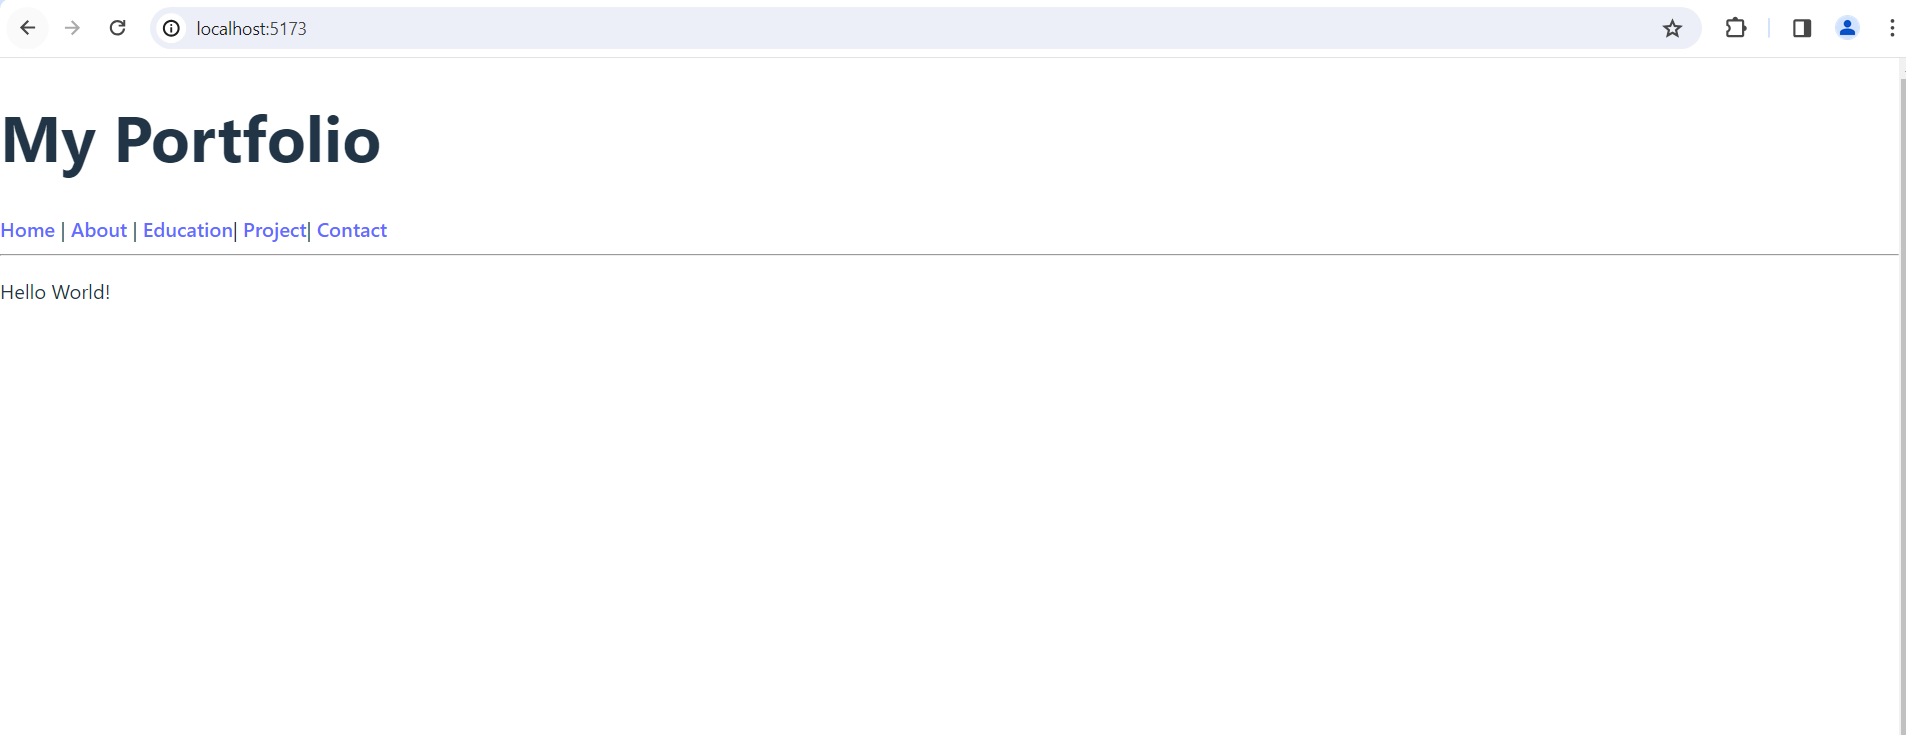 localhost:5173
My Portfolio
Home | About | Education| Project| Contact
Hello World!